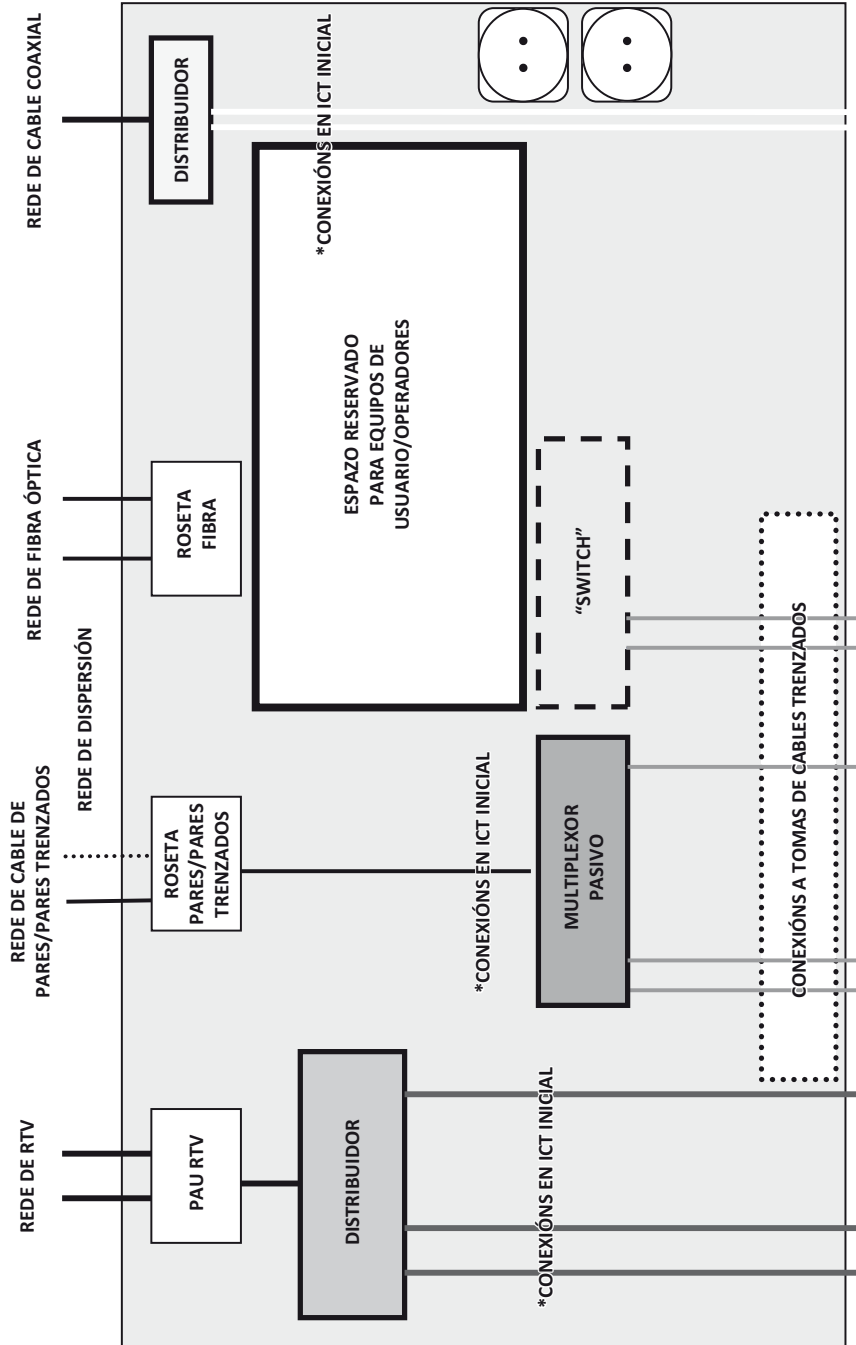 REDE DE RTV
REDE DE CABLE DE
PARES/PARES TRENZADOS
REDE DE DISPERSIÓN
REDE DE FIBRA ÓPTICA
REDE DE CABLE COAXIAL
PAU RTV
ROSETA
PARES/PARES
TRENZADOS
ROSETA
FIBRA
DISTRIBUIDOR
DISTRIBUIDOR
ESPAZO RESERVADO
PARA EQUIPOS DE
USUARIO/OPERADORES
*CONEXIÓNS EN ICT INICIAL
*CONEXIÓNS EN ICT INICIAL
*CONEXIÓNS EN ICT INICIAL
MULTIPLEXOR
PASIVO
“SWITCH”
CONEXIÓNS A TOMAS DE CABLES TRENZADOS